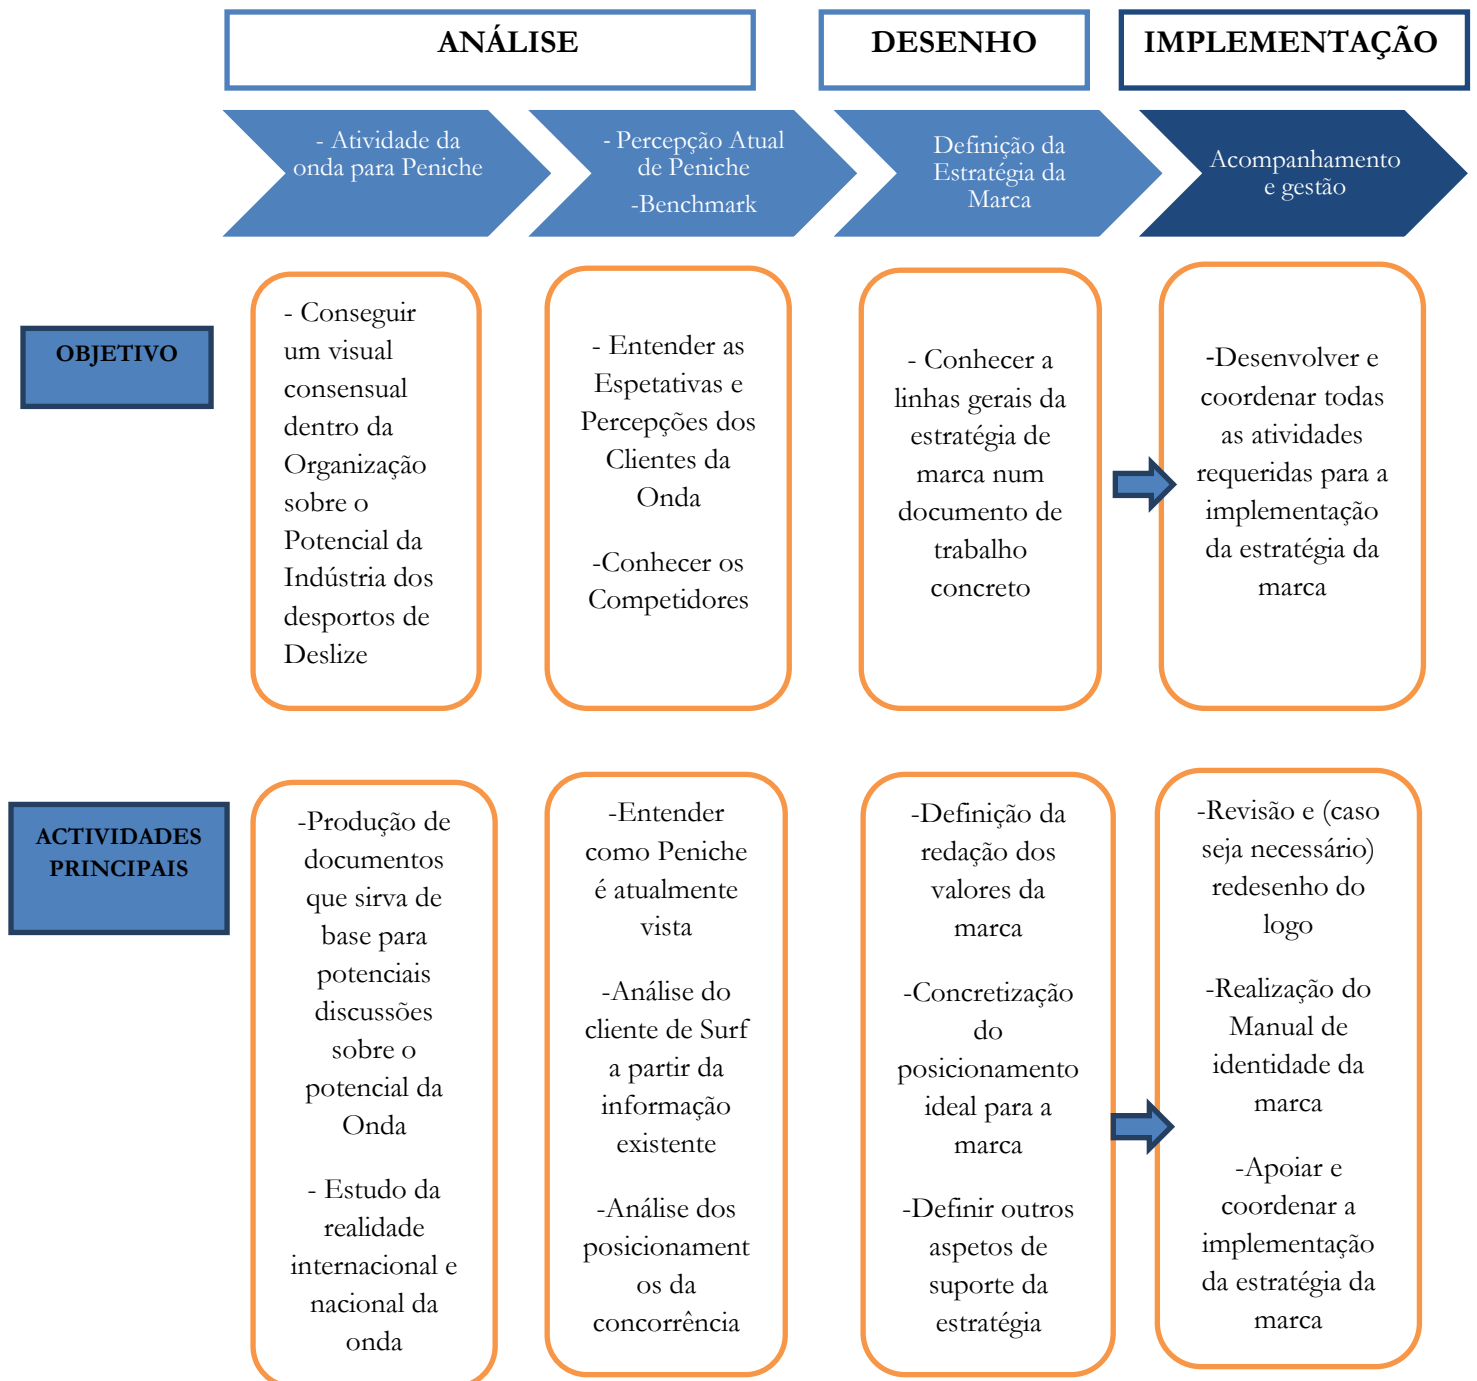 ANÁLISE
DESENHO
IMPLEMENTAÇÃO
- Atividade da
onda para Peniche
- Percepção Atual
de Peniche
-Benchmark
Definição da
Estratégia da
Marca
Acompanhamento
e gestão
OBJETIVO
- Conseguir
um visual
consensual
dentro da
Organização
sobre o
Potencial da
Indústria dos
desportos de
Deslize
- Entender as
Espetativas e
Percepções dos
Clientes da
Onda
-Conhecer os
Competidores
- Conhecer a
linhas gerais da
estratégia de
marca num
documento de
trabalho
concreto
-Desenvolver e
coordenar todas
as atividades
requeridas para a
implementação
da estratégia da
marca
ACTIVIDADES
PRINCIPAIS
-Produção de
documentos
que sirva de
base para
potenciais
discussões
sobre o
potencial da
Onda
- Estudo da
realidade
internacional e
nacional da
onda
-Entender
como Peniche
é atualmente
vista
-Análise do
cliente de Surf
a partir da
informação
existente
-Análise dos
posicionament
os da
concorrência
-Definição da
redação dos
valores da
marca
-Concretização
do
posicionamento
ideal para a
marca
-Definir outros
aspetos de
suporte da
estratégia
-Revisão e (caso
seja necessário)
redesenho do
logo
-Realização do
Manual de
identidade da
marca
-Apoiar e
coordenar a
implementação
da estratégia da
marca